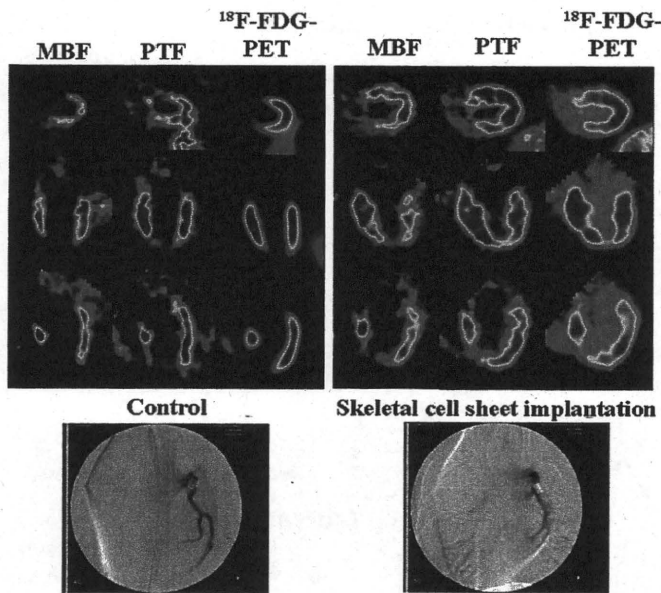 ¹⁸F-FDG-
MBF PTF PET
¹⁸F-FDG-
MBF PTF PET
Control
Skeletal cell sheet implantation